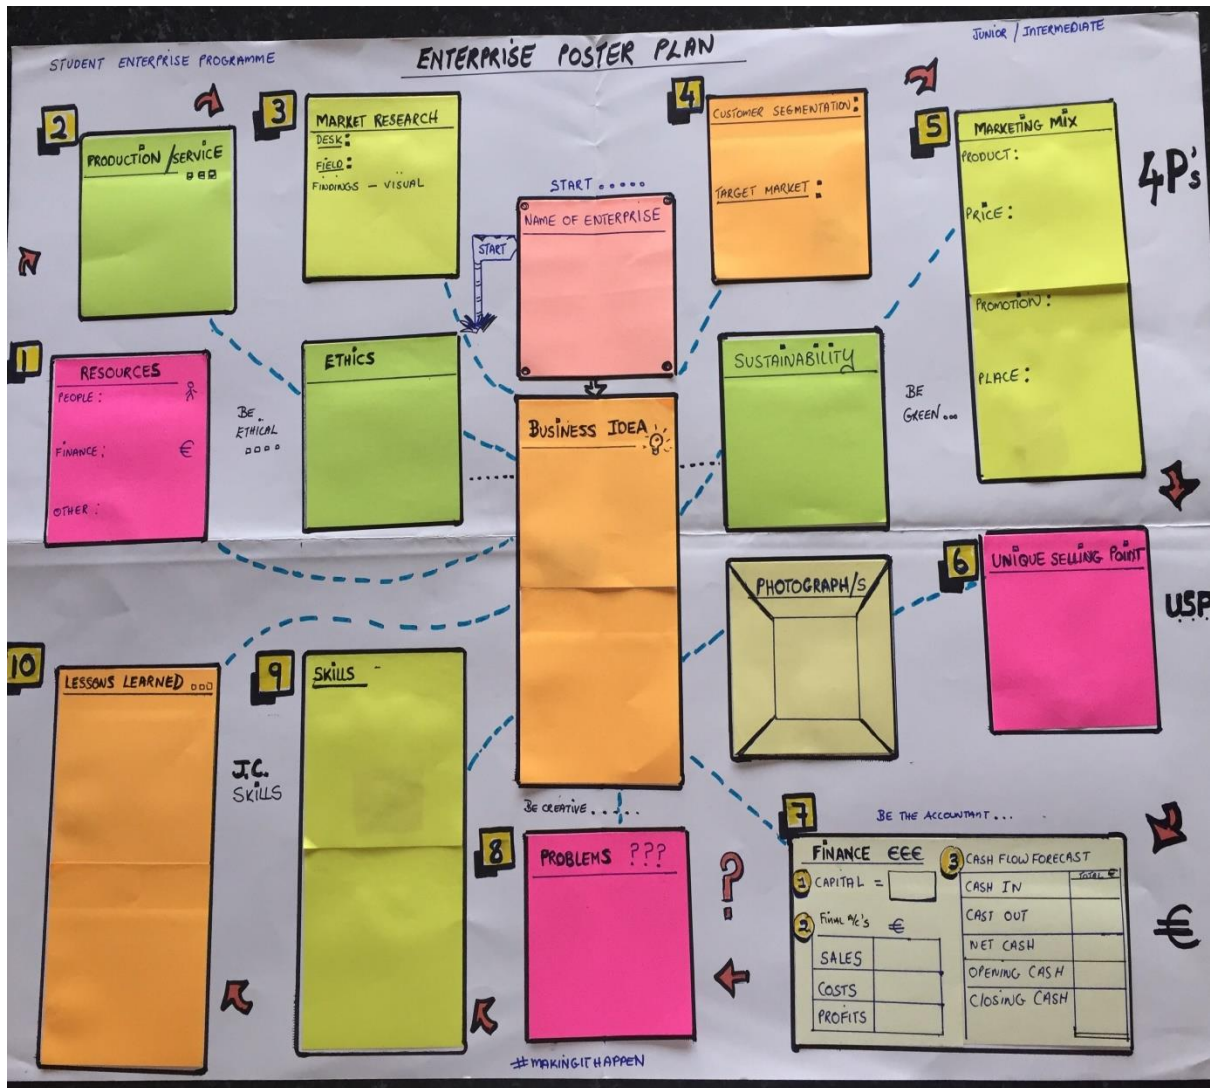 STUDENT ENTERPRISE PROGRAMME
ENTERPRISE POSTER PLAN
JUNIOR / INTERMEDIATE
START .....
NAME OF ENTERPRISE
START
BUSINESS IDEA
1
RESOURCES
PEOPLE :
FINANCE : €
OTHER :
2
PRODUCTION / SERVICE
3
MARKET RESEARCH
DESK :
FIELD :
FINDINGS - VISUAL
4
CUSTOMER SEGMENTATION :
TARGET MARKET :
5
MARKETING MIX
PRODUCT :
PRICE :
PROMOTION :
PLACE :
4P's
ETHICS
BE
ETHICAL
....
SUSTAINABILITY
BE
GREEN...
PHOTOGRAPH/S
6
UNIQUE SELLING POINT
USP
7
BE THE ACCOUNTANT ...
FINANCE €€€
1 CAPITAL =
2 FINAL A/C'S €
SALES
COSTS
PROFITS
3 CASH FLOW FORECAST
TOTAL €
CASH IN
CAST OUT
NET CASH
OPENING CASH
CLOSING CASH
€
BE CREATIVE .....
8
PROBLEMS ???
?
#MAKINGITHAPPEN
9
SKILLS
J.C.
SKILLS
10
LESSONS LEARNED ...